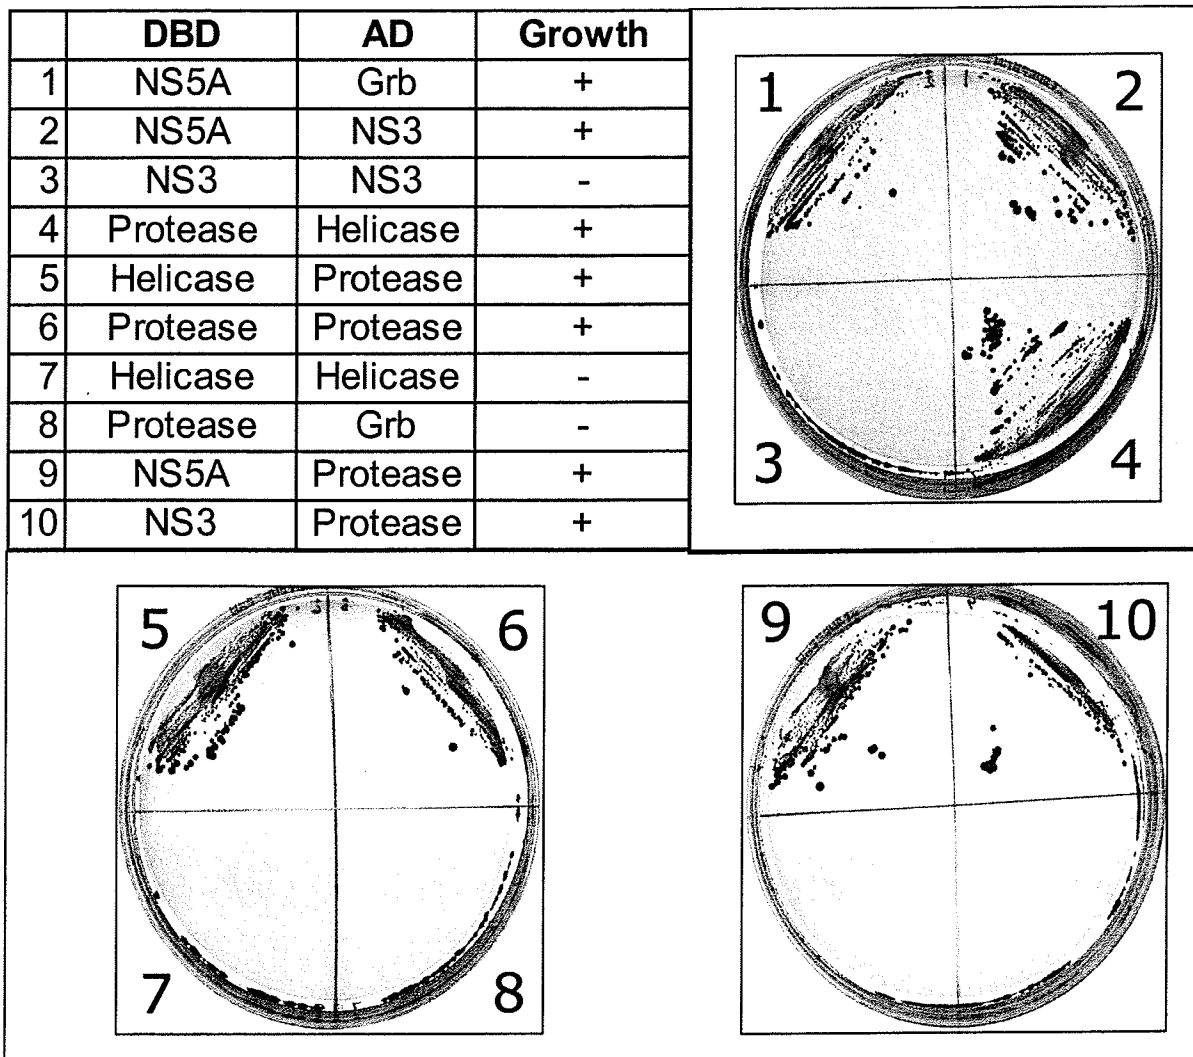 DBD AD Growth
1 NS5A Grb +
2 NS5A NS3 +
3 NS3 NS3 -
4 Protease Helicase +
5 Helicase Protease +
6 Protease Protease +
7 Helicase Helicase -
8 Protease Grb -
9 NS5A Protease +
10 NS3 Protease +
1 2
3 4
5 6
7 8
9 10